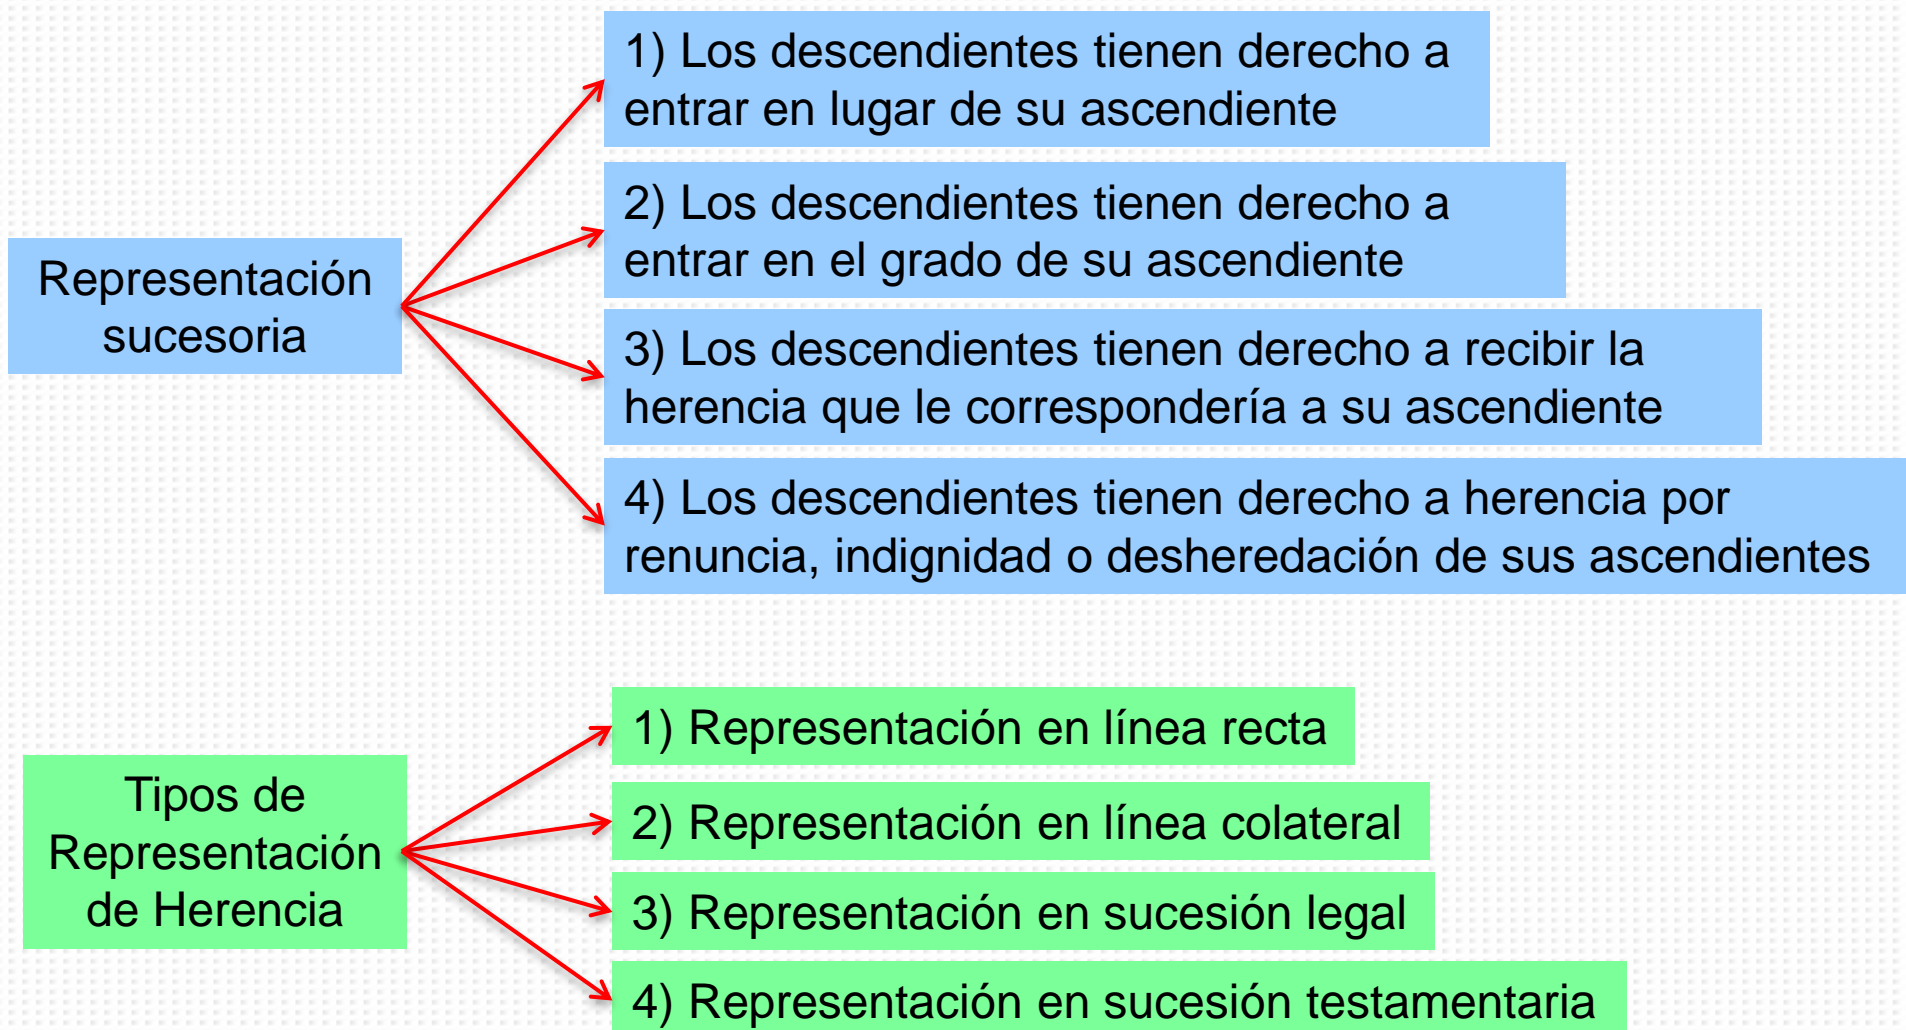 1) Los descendientes tienen derecho a
entrar en lugar de su ascendiente
2) Los descendientes tienen derecho a
entrar en el grado de su ascendiente
Representación
sucesoria
3) Los descendientes tienen derecho a recibir la
herencia que le correspondería a su ascendiente
4) Los descendientes tienen derecho a herencia por
renuncia, indignidad o desheredación de sus ascendientes
Tipos de
Representación
de Herencia
1) Representación en línea recta
2) Representación en línea colateral
3) Representación en sucesión legal
4) Representación en sucesión testamentaria